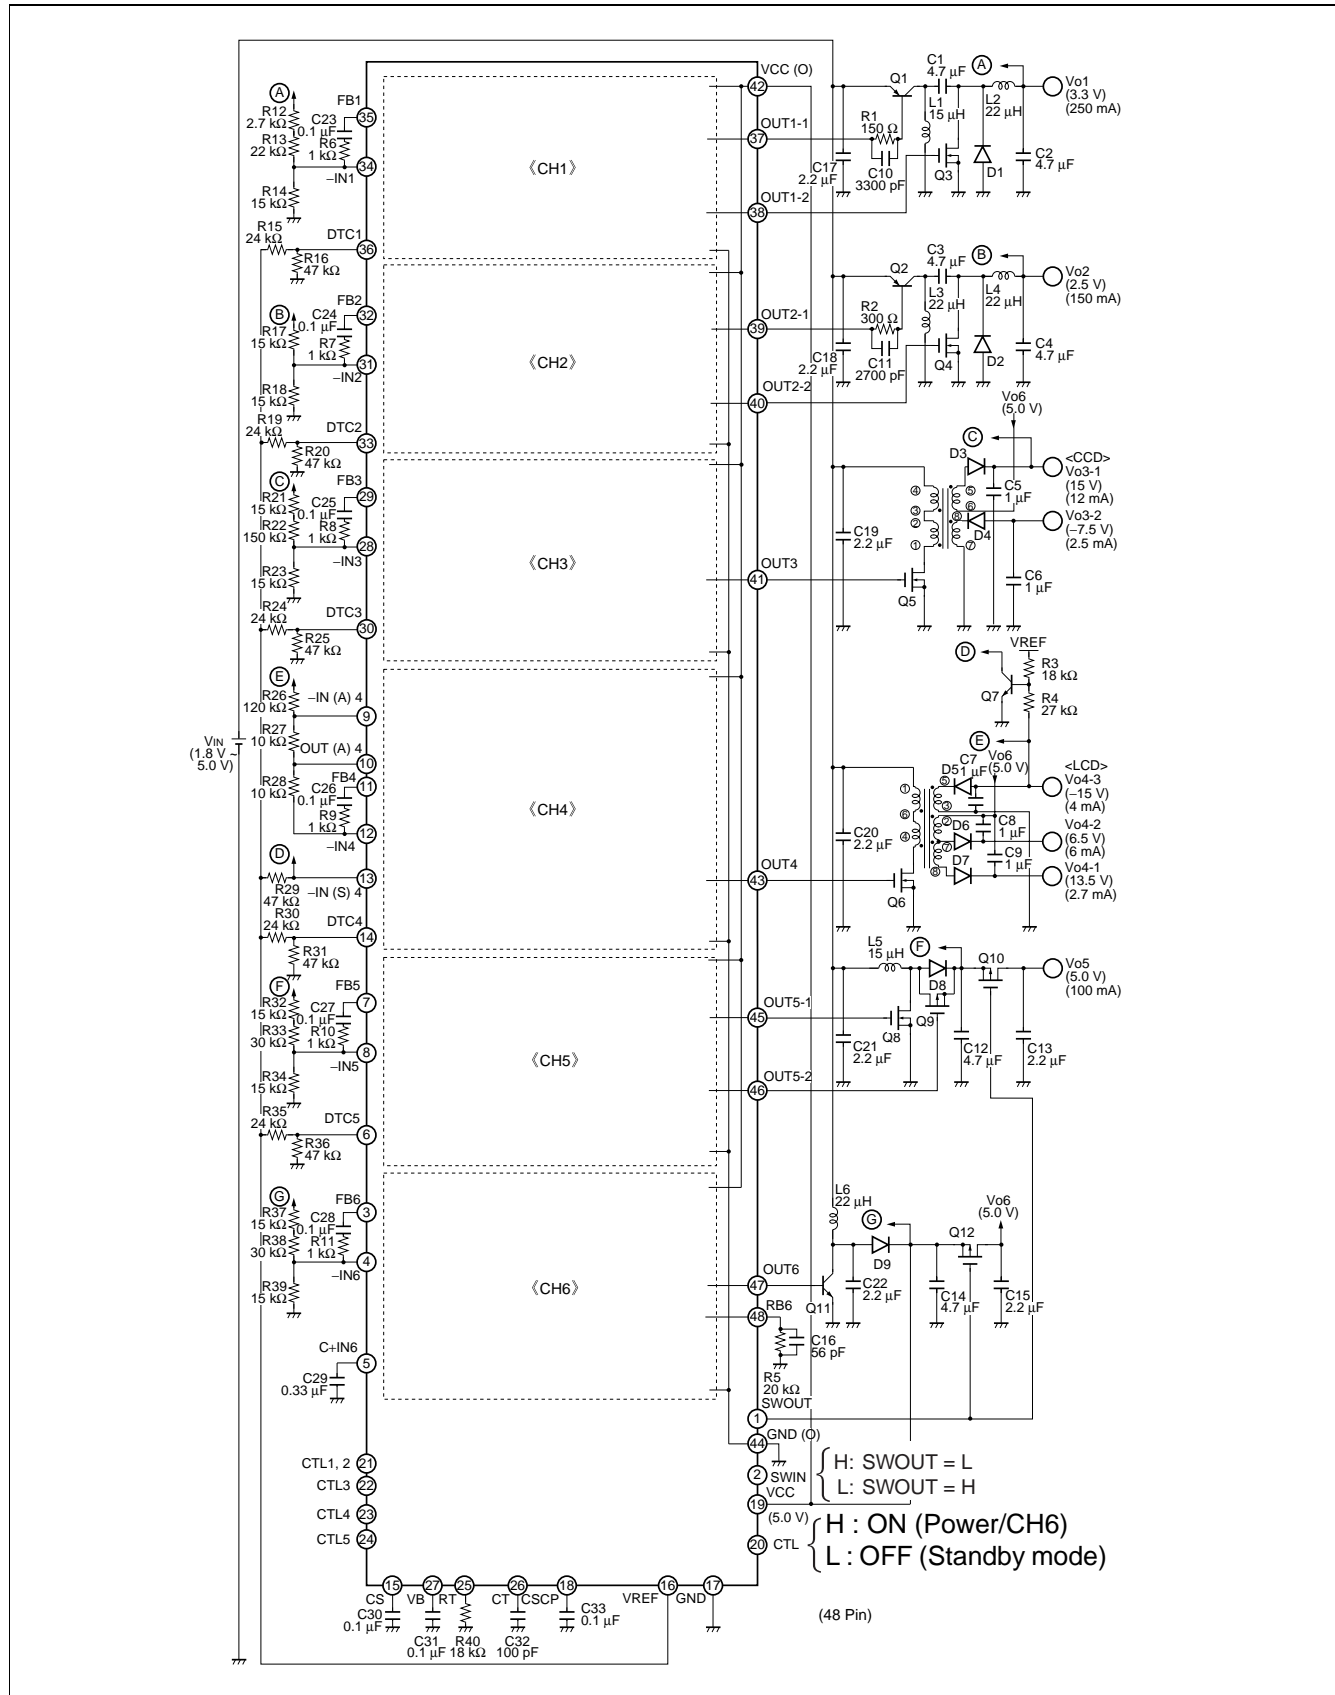 A
R12
2.7 kΩ
R13
22 kΩ
C23
0.1 µF
R6
1 kΩ
FB1
35
34
–IN1
R14
15 kΩ
R15
24 kΩ
DTC1
36
R16
47 kΩ
B
R17
15 kΩ
C24
0.1 µF
R7
1 kΩ
FB2
32
31
–IN2
R18
15 kΩ
R19
24 kΩ
DTC2
33
R20
47 kΩ
C
R21
15 kΩ
R22
150 kΩ
C25
0.1 µF
R8
1 kΩ
FB3
29
28
–IN3
R23
15 kΩ
R24
24 kΩ
DTC3
30
R25
47 kΩ
E
R26
120 kΩ
–IN (A) 4
9
R27
10 kΩ
OUT (A) 4
10
R28
10 kΩ
C26
0.1 µF
R9
1 kΩ
FB4
11
12
–IN4
D
R29
47 kΩ
13
–IN (S) 4
R30
24 kΩ
DTC4
14
R31
47 kΩ
F
R32
15 kΩ
R33
30 kΩ
C27
0.1 µF
R10
1 kΩ
FB5
7
8
–IN5
R34
15 kΩ
R35
24 kΩ
DTC5
6
R36
47 kΩ
G
R37
15 kΩ
R38
30 kΩ
C28
0.1 µF
R11
1 kΩ
FB6
3
4
–IN6
R39
15 kΩ
C+IN6
5
C29
0.33 µF
CTL1, 2
21
CTL3
22
CTL4
23
CTL5
24
VIN
(1.8 V ~
5.0 V)
《CH1》
《CH2》
《CH3》
《CH4》
《CH5》
《CH6》
15
CS
C30
0.1 µF
27
VB
C31
0.1 µF
25
RT
R40
18 kΩ
26
CT
C32
100 pF
18
CSCP
C33
0.1 µF
16
VREF
17
GND
VCC (O)
42
OUT1-1
37
OUT1-2
38
C17
2.2 µF
R1
150 Ω
C10
3300 pF
Q1
C1
4.7 µF
L1
15 µH
Q3
D1
A
L2
22 µH
C2
4.7 µF
Vo1
(3.3 V)
(250 mA)
OUT2-1
39
OUT2-2
40
C18
2.2 µF
R2
300 Ω
C11
2700 pF
Q2
C3
4.7 µF
L3
22 µH
Q4
D2
B
L4
22 µH
C4
4.7 µF
Vo2
(2.5 V)
(150 mA)
Vo6
(5.0 V)
C
D3
<CCD>
Vo3-1
(15 V)
(12 mA)
C5
1 µF
D4
Vo3-2
(–7.5 V)
(2.5 mA)
C6
1 µF
C19
2.2 µF
4
3
2
1
5
6
8
7
OUT3
41
Q5
VREF
D
R3
18 kΩ
Q7
R4
27 kΩ
E
Vo6
(5.0 V)
C7
1 µF
D5
<LCD>
Vo4-3
(–15 V)
(4 mA)
C8
1 µF
D6
Vo4-2
(6.5 V)
(6 mA)
C9
1 µF
D7
Vo4-1
(13.5 V)
(2.7 mA)
C20
2.2 µF
1
6
4
5
3
2
7
8
OUT4
43
Q6
L5
15 µH
F
D8
Q10
Vo5
(5.0 V)
(100 mA)
OUT5-1
45
OUT5-2
46
C21
2.2 µF
Q8
Q9
C12
4.7 µF
C13
2.2 µF
L6
22 µH
G
D9
Vo6
(5.0 V)
Q12
OUT6
47
Q11
C22
2.2 µF
C14
4.7 µF
C15
2.2 µF
RB6
48
C16
56 pF
R5
20 kΩ
SWOUT
1
GND (O)
44
2
SWIN
H: SWOUT = L
L: SWOUT = H
VCC
19
(5.0 V)
20
CTL
H : ON (Power/CH6)
L : OFF (Standby mode)
(48 Pin)